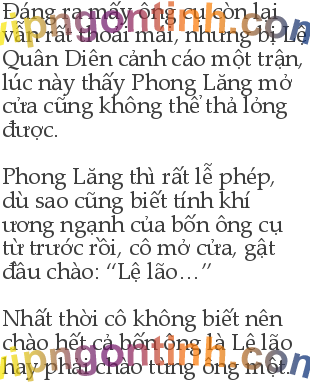 Đáng ra mấy ông cụ còn lại
vẫn rất thoải mái, nhưng bị Lệ
Quân Diên cảnh cáo một trận,
lúc này thấy Phong Lăng mở
cửa cũng không thể thả lỏng
được.
Phong Lăng thì rất lễ phép,
dù sao cũng biết tính khí
ương ngạnh của bốn ông cụ
từ trước rồi, cô mở cửa, gật
đầu chào: “Lệ lão…”
Nhất thời cô không biết nên
chào hết cả bốn ông là Lệ lão
hay phải chào từng ông một.
vipngontinh.com
vipngontinh.com